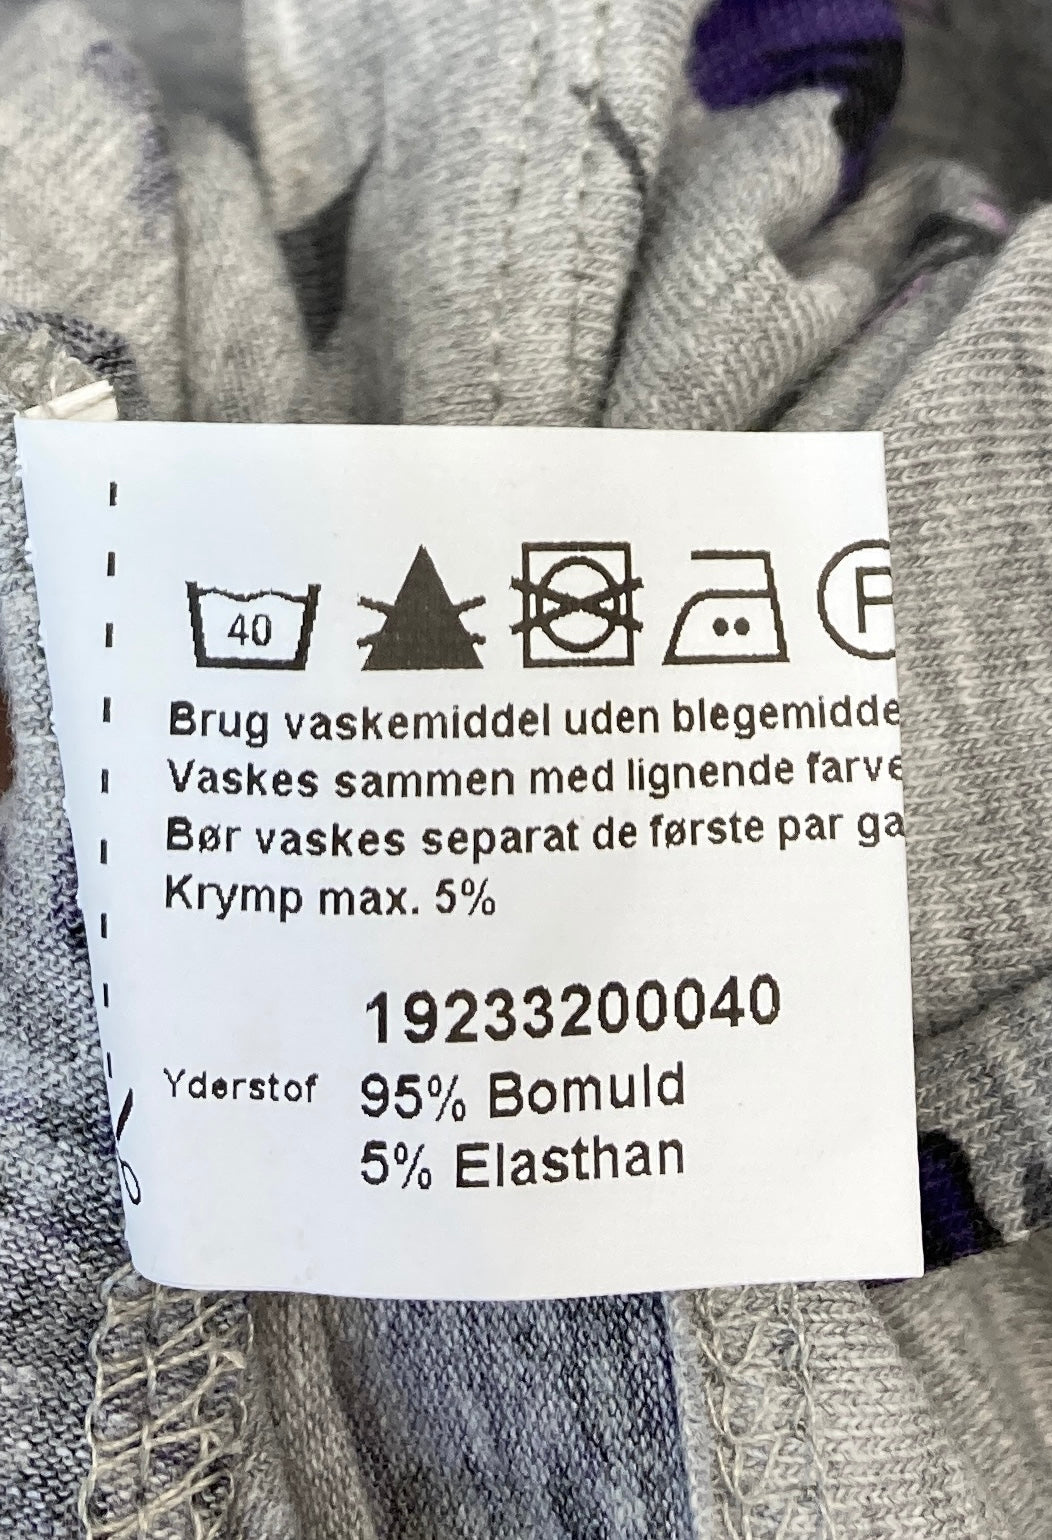 40
P
Brug vaskemiddel uden blegemidde
Vaskes sammen med lignende farve
Bør vaskes separat de første par ga
Krymp max. 5%
19233200040
Yderstof 95% Bomuld
5% Elasthan